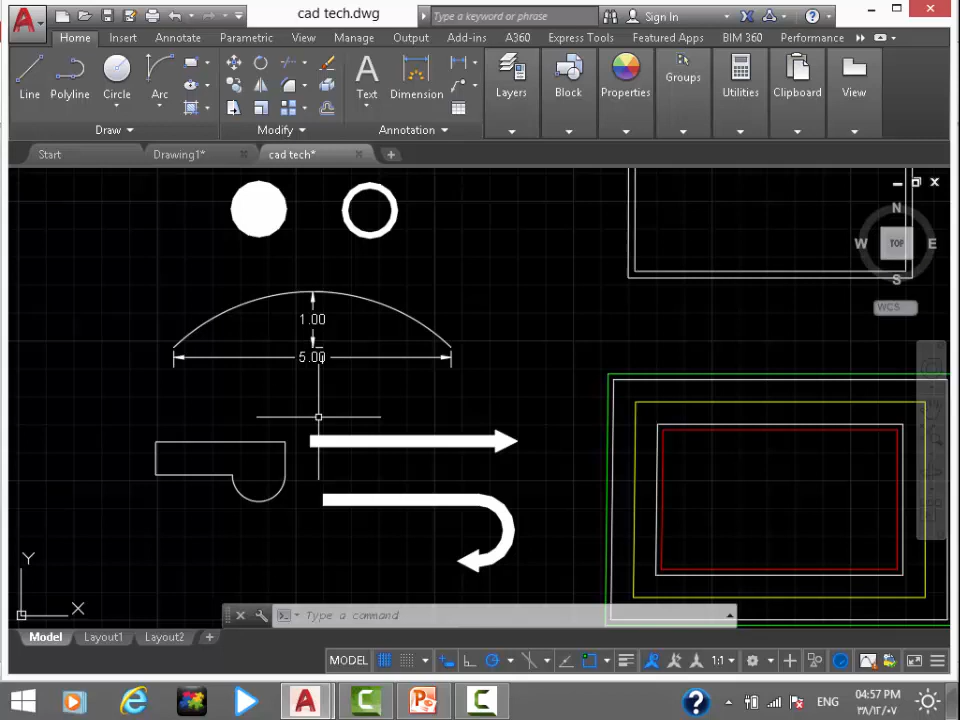 cad tech.dwg
Type a keyword or phrase
Sign In
Home Insert Annotate Parametric View Manage Output Add-ins A360 Express Tools Featured Apps BIM 360 Performance
Line Polyline Circle Arc
Text Dimension
Layers Block Properties Groups Utilities Clipboard View
Draw Modify Annotation
Start Drawing1* cad tech*
N
W TOP E
S
WCS
1.00
5.00
Y
X
Type a command
Model Layout1 Layout2
MODEL 1:1
ENG 04:57 PM
٣٨/١٢/٠٧